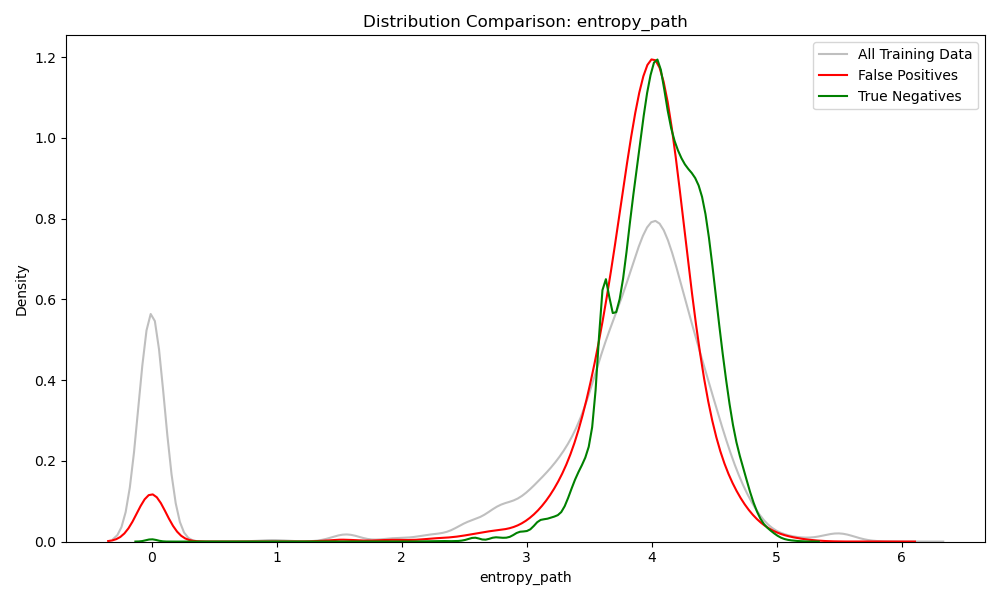 Distribution Comparison: entropy_path
All Training Data
False Positives
True Negatives
1.2
1.0
0.8
0.6
0.4
0.2
0.0
Density
0 1 2 3 4 5 6
entropy_path